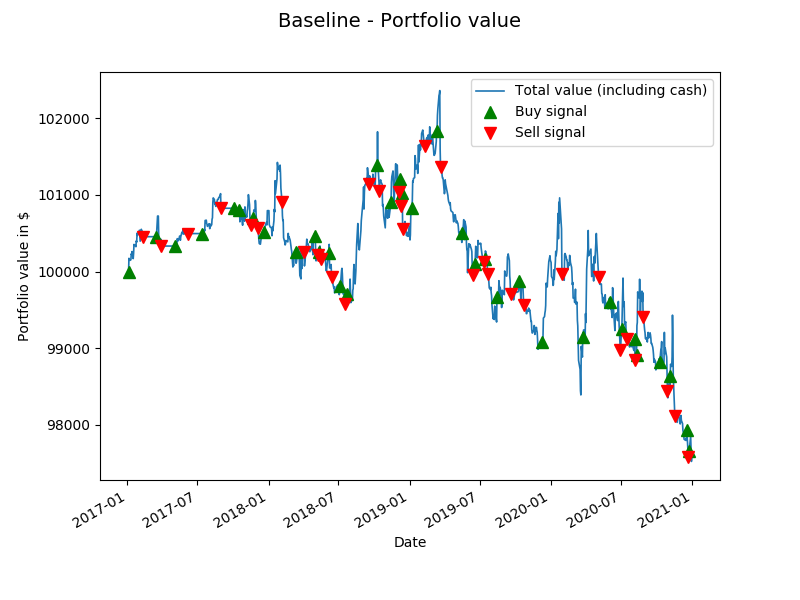 Baseline - Portfolio value
Total value (including cash)
Buy signal
Sell signal
Portfolio value in $
102000
101000
100000
99000
98000
2017-01
2017-07
2018-01
2018-07
2019-01
2019-07
2020-01
2020-07
2021-01
Date